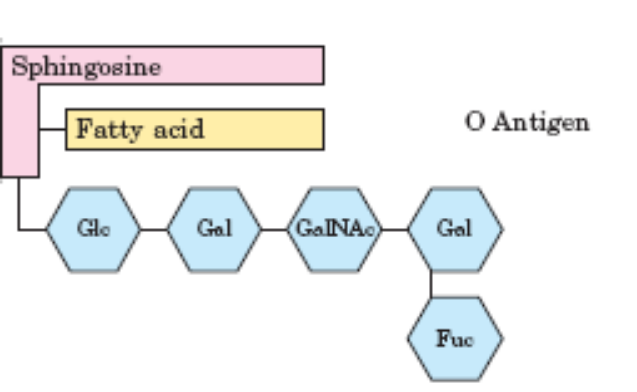 Sphingosine
Fatty acid
O Antigen
Glc
Gal
GalNAc
Gal
Fuc